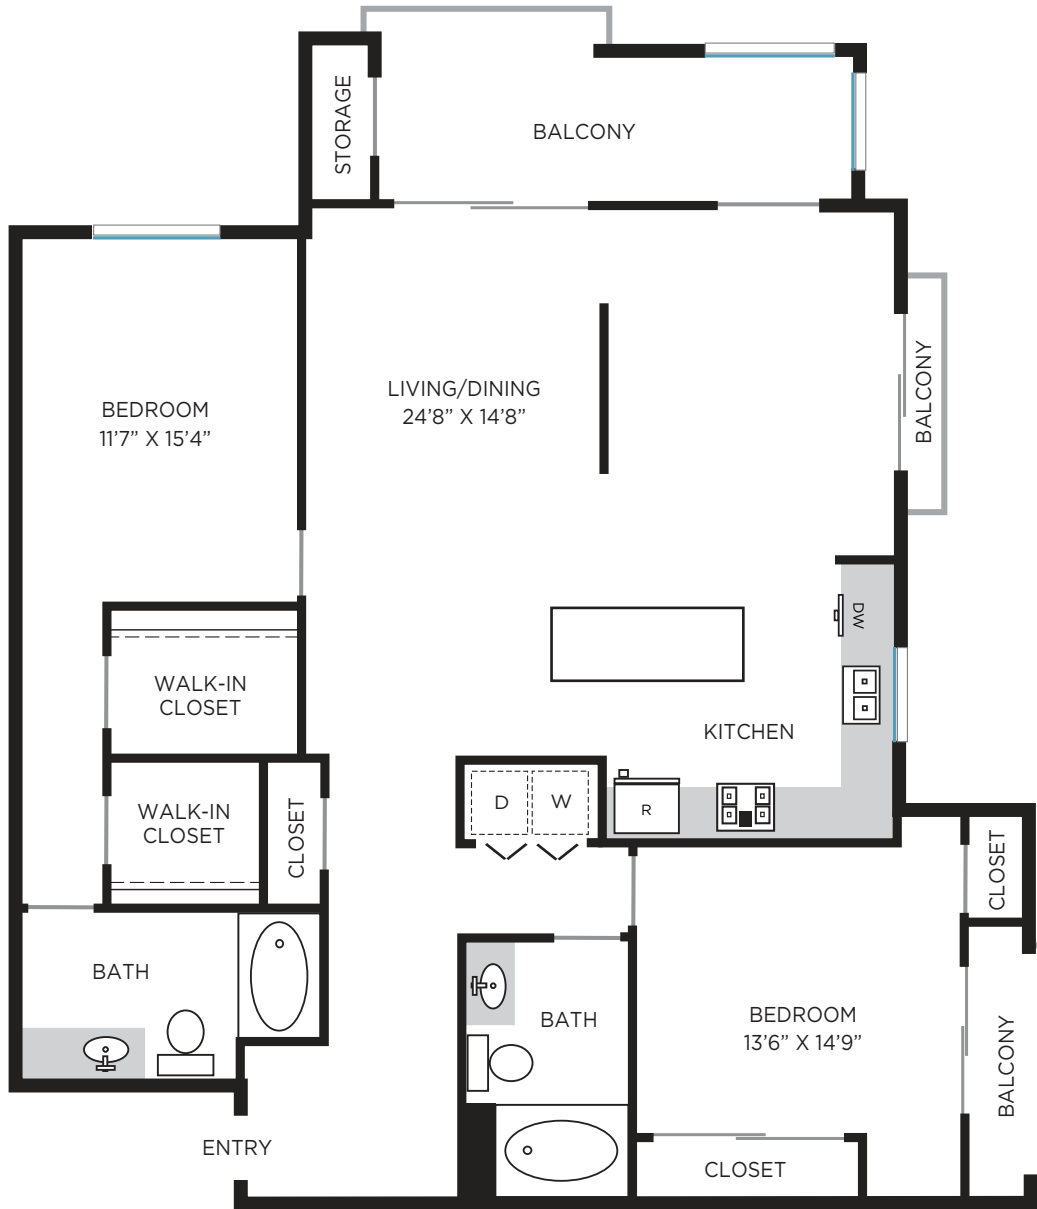 STORAGE
BALCONY
LIVING/DINING
24’8” X 14’8”
BALCONY
BEDROOM
11’7” X 15’4”
DW
WALK-IN
CLOSET
KITCHEN
D
W
R
WALK-IN
CLOSET
CLOSET
CLOSET
BATH
BATH
BEDROOM
13’6” X 14’9”
BALCONY
ENTRY
CLOSET